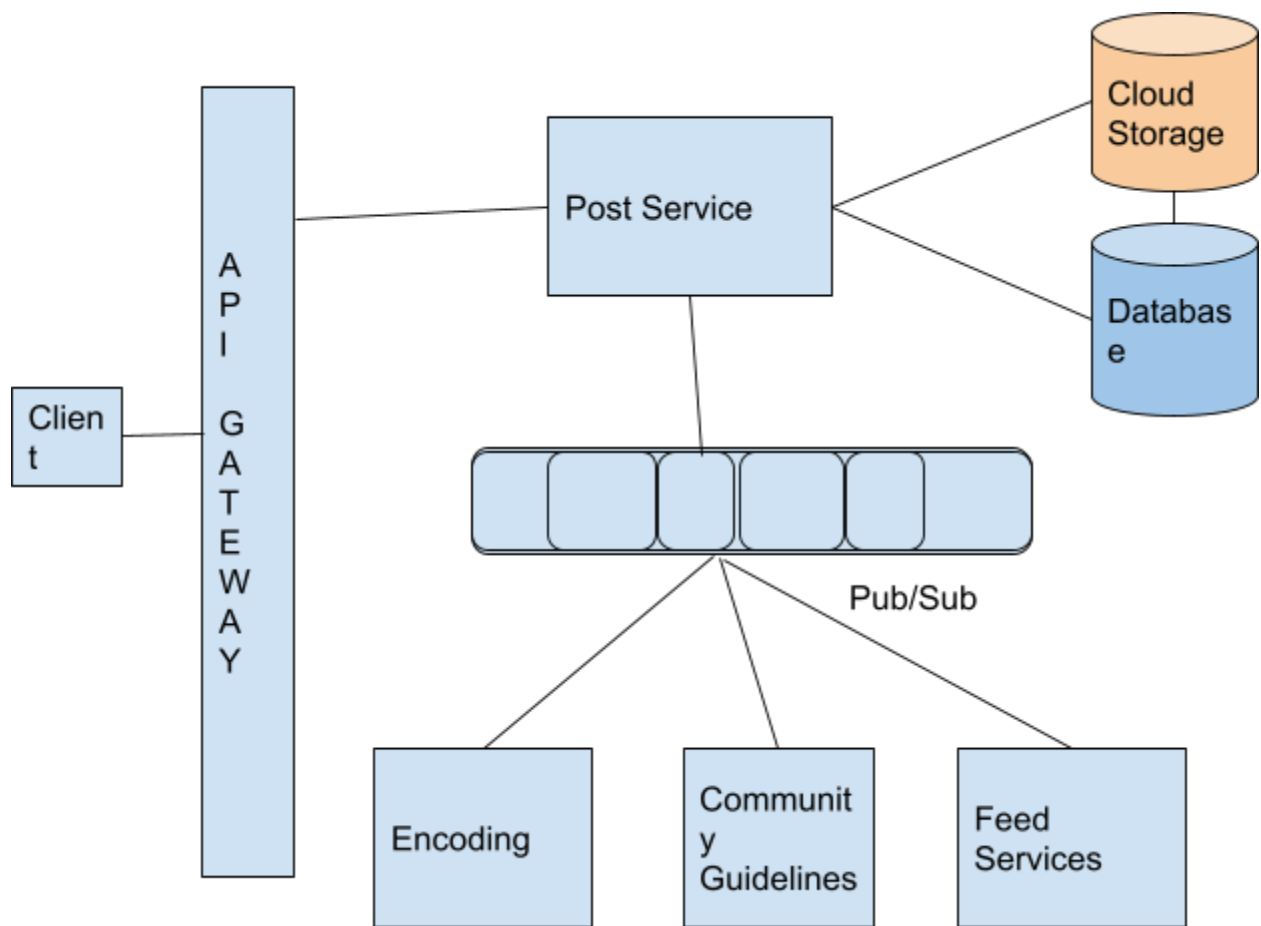 Cloud
Storage
Post Service
A
P
I
G
A
T
E
W
A
Y
Databas
e
Clien
t
Pub/Sub
Encoding
Communit
y
Guidelines
Feed
Services